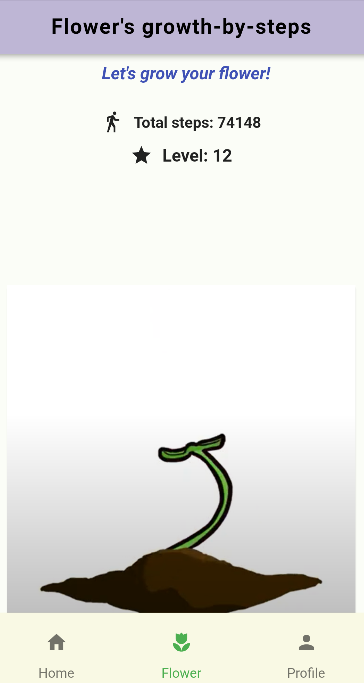 Flower's growth-by-steps
Let's grow your flower!
Total steps: 74148
Level: 12
Home
Flower
Profile